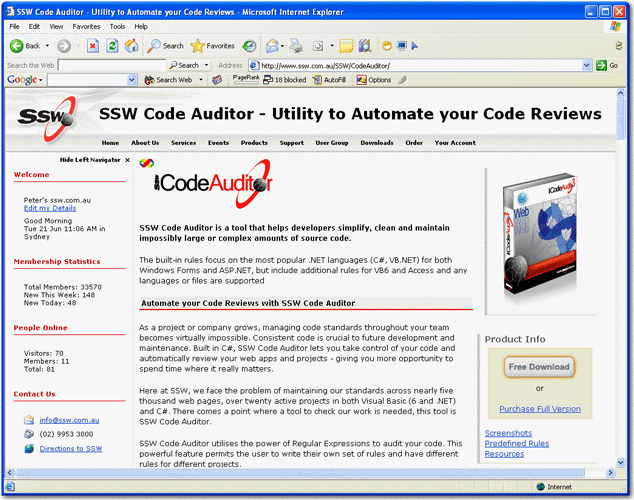 SSW Code Auditor - Utility to Automate your Code Reviews - Microsoft Internet Explorer
File Edit View Favorites Tools Help
Back Search Favorites
Search the Web Search Address http://www.ssw.com.au/SSW/CodeAuditor/ Go
Google Search Web PageRank 18 blocked AutoFill Options
SSW
SSW Code Auditor - Utility to Automate your Code Reviews
Home About Us Services Events Products Support User Group Downloads Order Your Account
Hide Left Navigator x
Welcome
Peter's ssw.com.au
Edit my Details
Good Morning
Tue 21 Jun 11:06 AM in
Sydney
Membership Statistics
Total Members: 33570
New This Week: 148
New Today: 48
People Online
Visitors: 70
Members: 11
Total: 81
Contact Us
info@ssw.com.au
(02) 9953 3000
Directions to SSW
SSW CodeAuditor
SSW Code Auditor is a tool that helps developers simplify, clean and maintain
impossibly large or complex amounts of source code.
The built-in rules focus on the most popular .NET languages (C#, VB.NET) for both
Windows Forms and ASP.NET, but include additional rules for VB6 and Access and any
languages or files are supported
Automate your Code Reviews with SSW Code Auditor
As a project or company grows, managing code standards throughout your team
becomes virtually impossible. Consistent code is crucial to future development and
maintenance. Built in C#, SSW Code Auditor lets you take control of your code and
automatically review your web apps and projects - giving you more opportunity to
spend time where it really matters.
Here at SSW, we face the problem of maintaining our standards across nearly five
thousand web pages, over twenty active projects in both Visual Basic (6 and .NET)
and C#. There comes a point where a tool to check our work is needed, this tool is
SSW Code Auditor.
SSW Code Auditor utilises the power of Regular Expressions to audit your code. This
powerful feature permits the user to write their own set of rules and have different
rules for different projects.
CodeAuditor
Web
Product Info
Free Download
or
Purchase Full Version
Screenshots
Predefined Rules
Resources
Internet